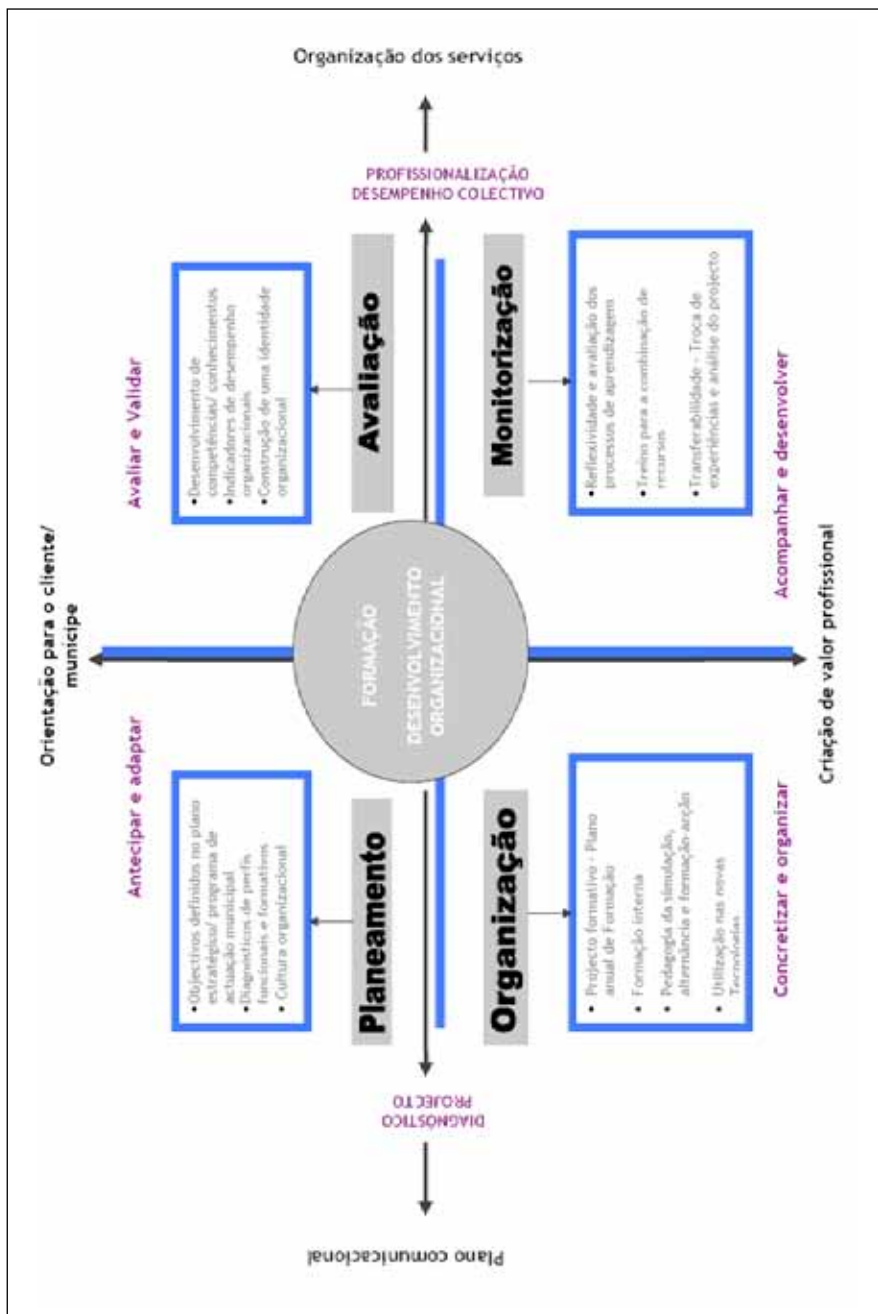 Orientação para o cliente/
munícipe
Antecipar e adaptar
•Objectivos definidos no plano
estratégico/ programa de
actuação municipal
•Diagnósticos de perfis
funcionais e formativos
• Cultura organizacional
Planeamento
Avaliar e Validar
•Desenvolvimento de
competências/ conhecimentos
•Indicadores de desempenho
organizacionais
•Construção de uma identidade
organizacional
Avaliação
Plano comunicacional
DIAGNÓSTICO
PROJECTO
FORMAÇÃO
DESENVOLVIMENTO
ORGANIZACIONAL
PROFISSIONALIZAÇÃO
DESEMPENHO COLECTIVO
Organização dos serviços
Organização
• Projecto formativo - Plano
anual de Formação
• Formação interna
• Pedagogia da simulação,
alternância e formação-acção
• Utilização nas novas
Tecnologias
Concretizar e organizar
Monitorização
•Reflexividade e avaliação dos
processos de aprendizagem
•Treino para a combinação de
recursos
•Transferabilidade - Troca de
experiências e análise do projecto
Acompanhar e desenvolver
Criação de valor profissional